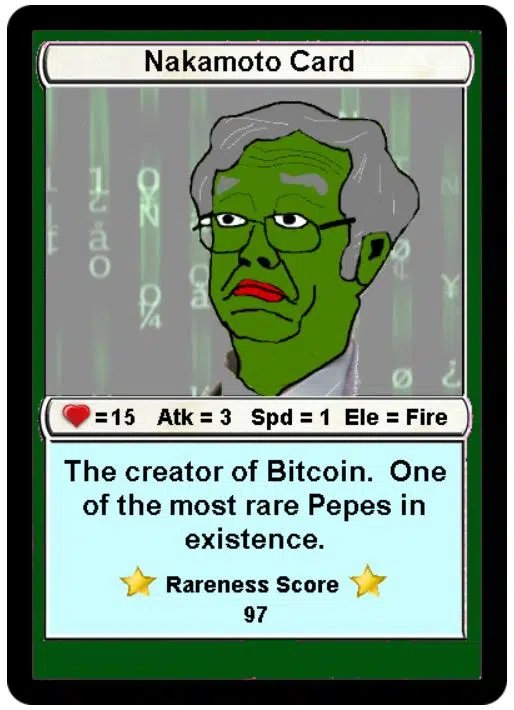 Nakamoto Card
=15 Atk = 3 Spd = 1 Ele = Fire
The creator of Bitcoin. One
of the most rare Pepes in
existence.
Rareness Score
97